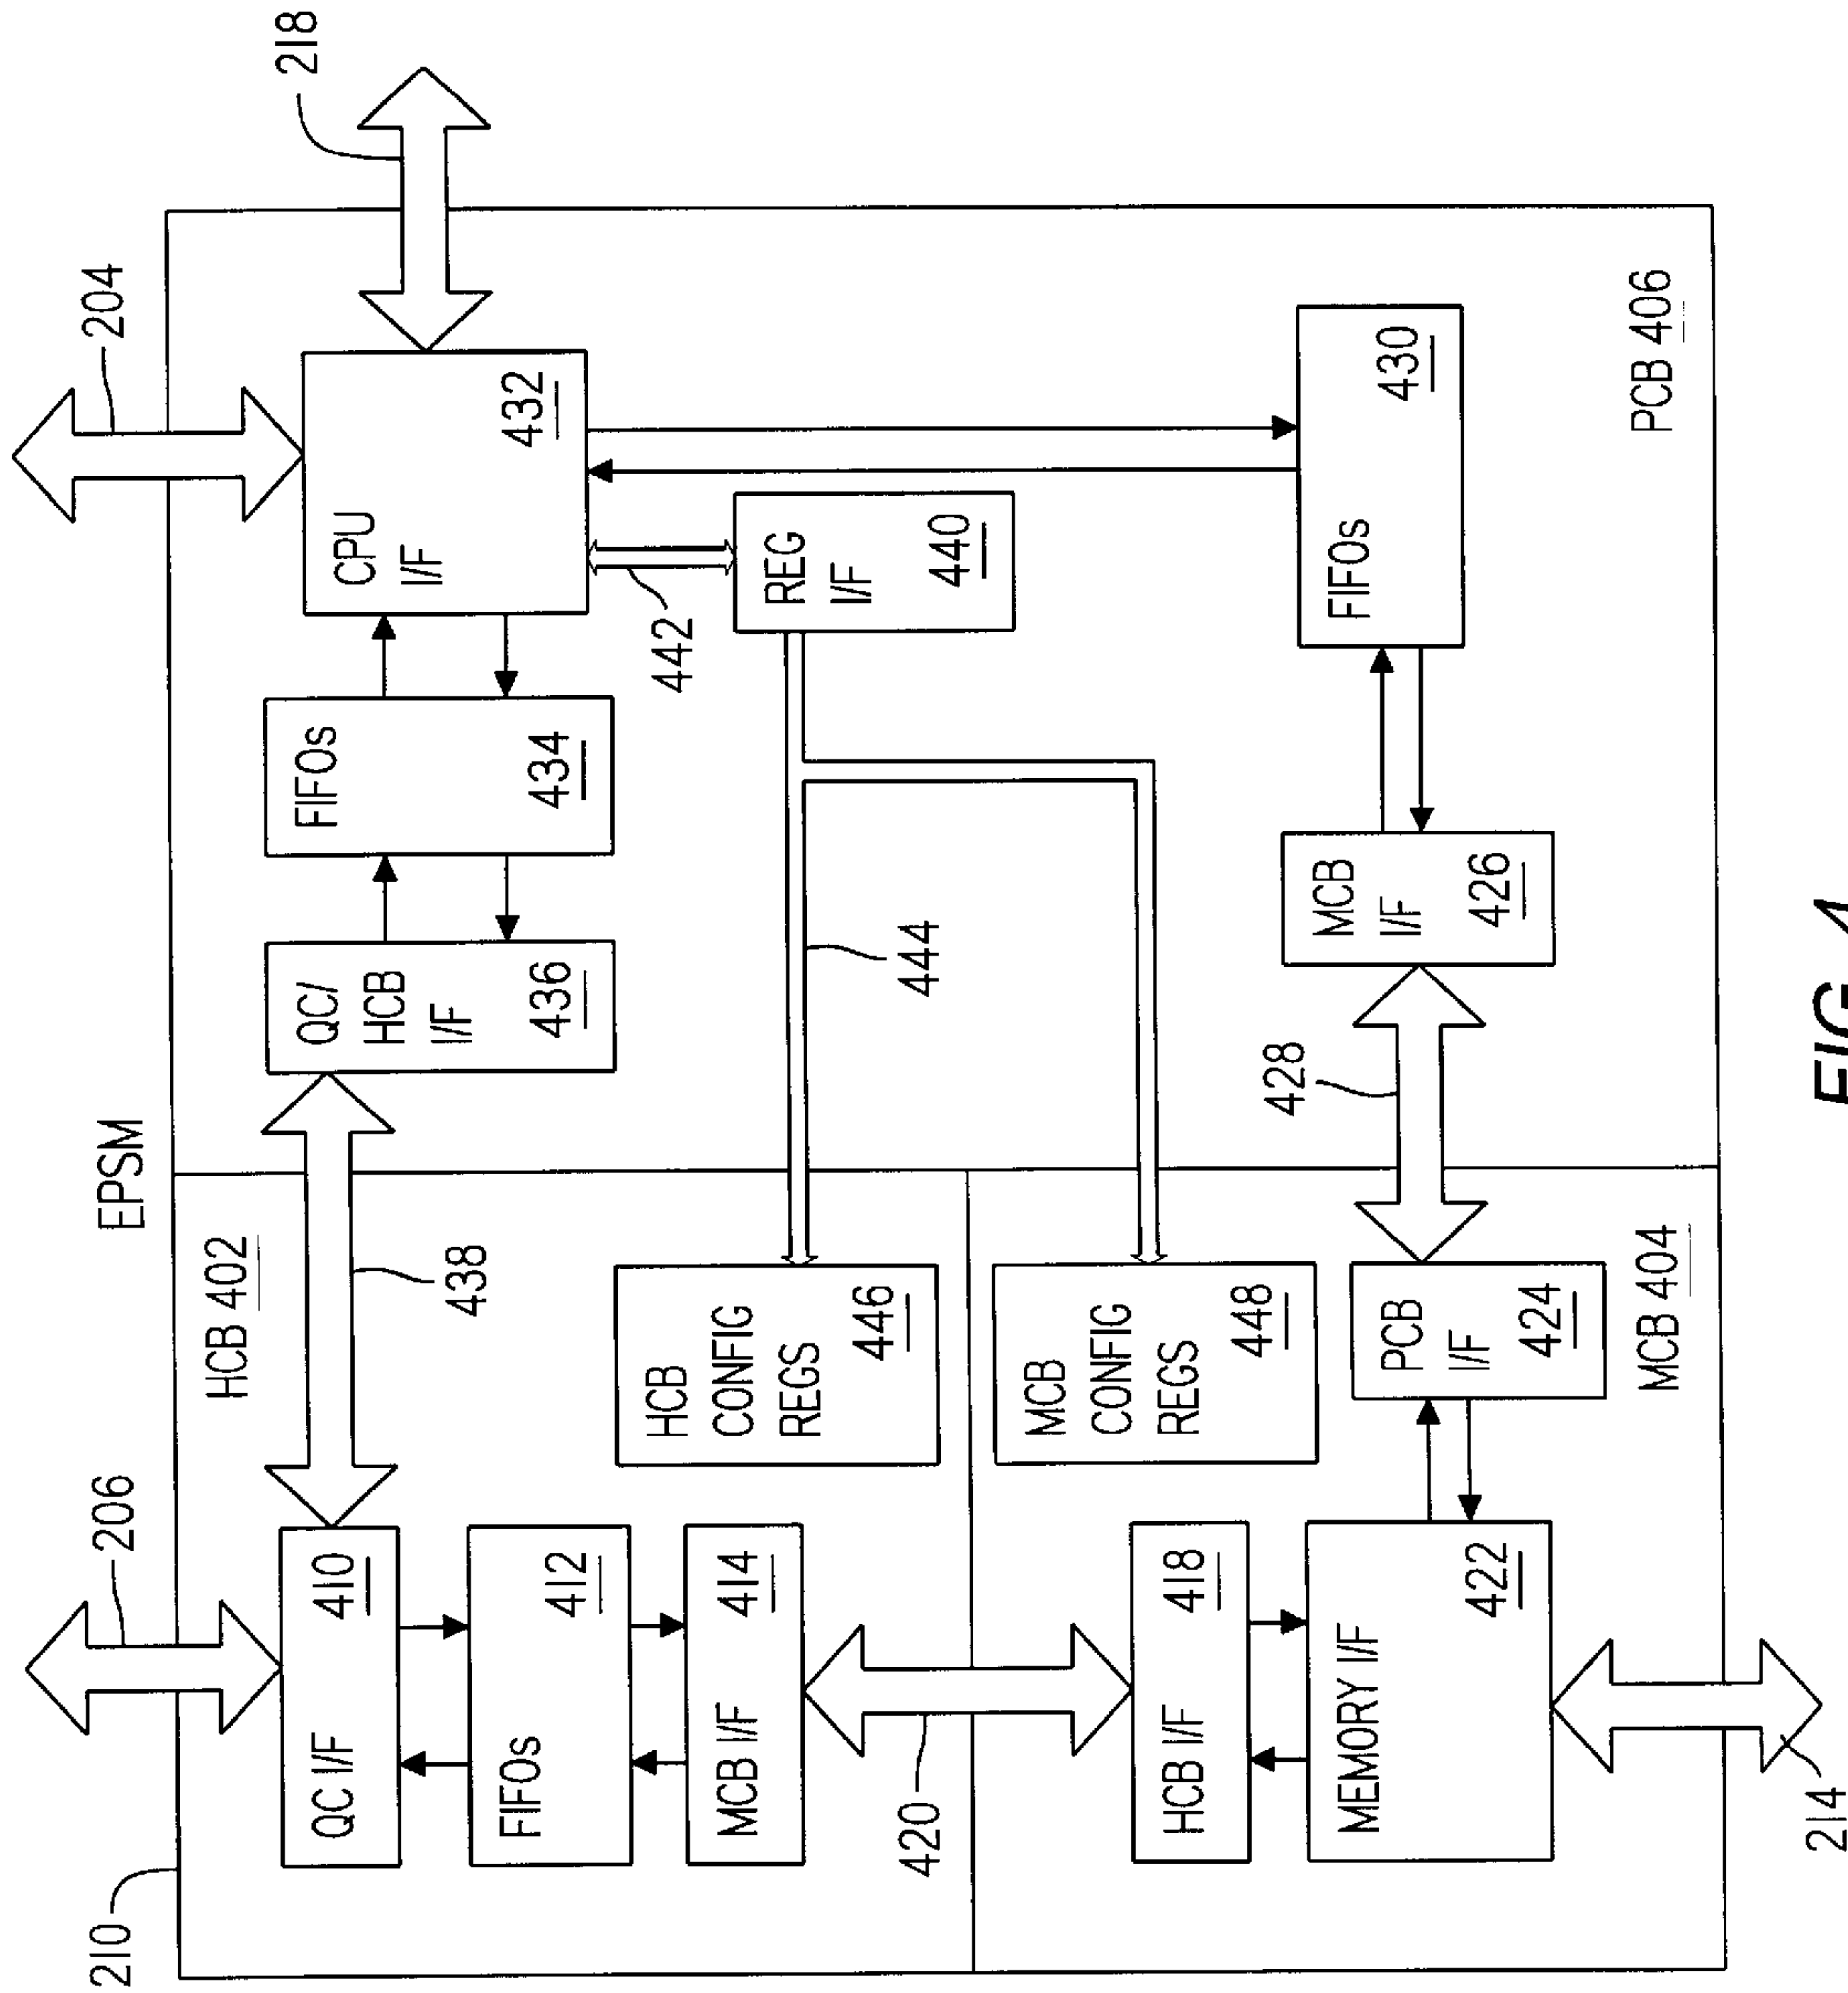 EPSM
210
206
204
218
HCB 402
QC I/F
410
FIFOs
412
MCB I/F
414
438
QC/
HCB
I/F
436
FIFOs
434
CPU
I/F
432
442
REG
I/F
440
444
HCB
CONFIG
REGS
446
420
MCB
CONFIG
REGS
448
HCB I/F
418
MEMORY I/F
422
PCB
I/F
424
MCB 404
428
MCB
I/F
426
FIFOs
430
PCB 406
214
FIG. 4